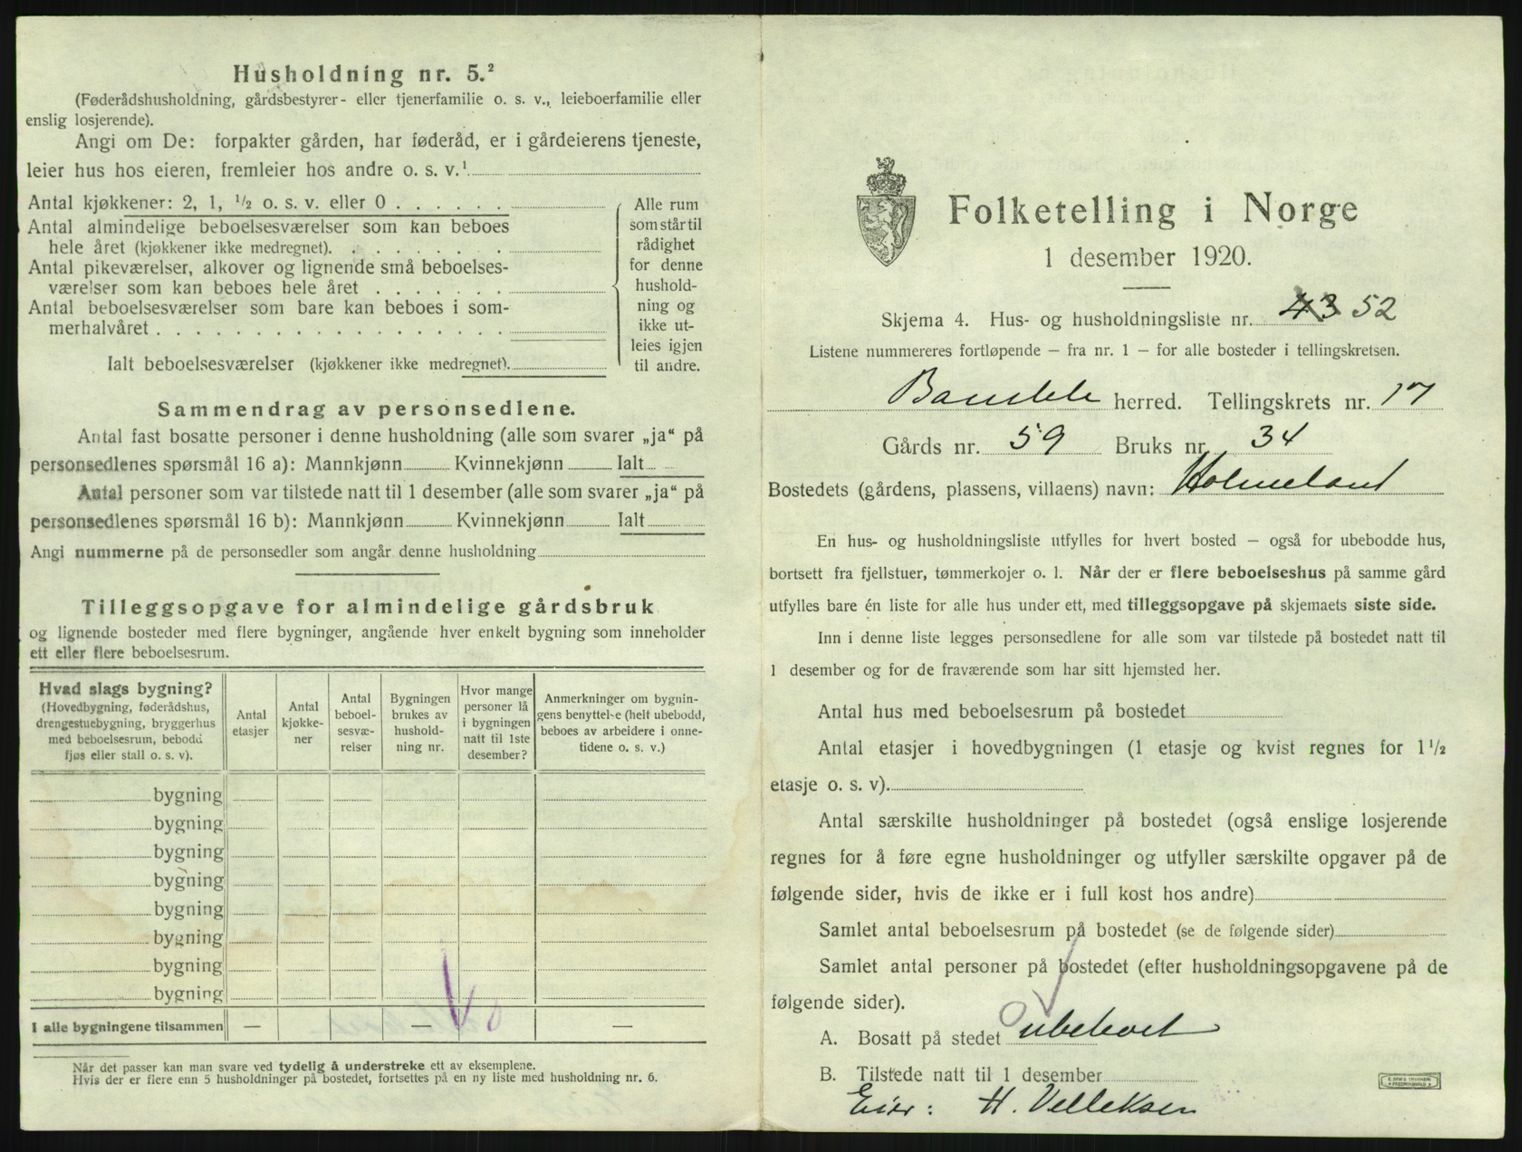 Husholdning nr. 5.²
(Føderådshusholdning, gårdsbestyrer- eller tjenerfamilie o. s. v., leieboerfamilie eller
enslig losjerende).
Angi om De: forpakter gården, har føderåd, er i gårdeierens tjeneste,
leier hus hos eieren, fremleier hos andre o. s. v.¹
Antal kjøkkener: 2, 1, ½ o. s. v. eller 0 . . . . . .
Antal almindelige beboelsesværelser som kan beboes
hele året (kjøkkener ikke medregnet). . . . . . . .
Antal pikeværelser, alkover og lignende små beboelses-
værelser som kan beboes hele året . . . . . . .
Antal beboelsesværelser som bare kan beboes i som-
merhalvåret . . . . . . . . . . . . . . . . . .
Ialt beboelsesværelser (kjøkkener ikke medregnet).
Alle rum
som står til
rådighet
for denne
hushold-
ning og
ikke ut-
leies igjen
til andre.
Sammendrag av personsedlene.
Antal fast bosatte personer i denne husholdning (alle som svarer „ja“ på
personsedlenes spørsmål 16 a): Mannkjønn Kvinnekjønn Ialt
Antal personer som var tilstede natt til 1 desember (alle som svarer „ja“ på
personsedlenes spørsmål 16 b): Mannkjønn Kvinnekjønn Ialt
Angi nummerne på de personsedler som angår denne husholdning
Tilleggsopgave for almindelige gårdsbruk
og lignende bosteder med flere bygninger, angående hver enkelt bygning som inneholder
ett eller flere beboelsesrum.
Hvad slags bygning?
(Hovedbygning, føderådshus,
drengestuebygning, bryggerhus
med beboelsesrum, bebodd
fjøs eller stall o. s. v).
Antal
etasjer
Antal
kjøkke-
ner
Antal
beboel-
sesvæ-
relser
Bygningen
brukes av
hushold-
ning nr.
Hvor mange
personer lå
i bygningen
natt til 1ste
desember?
Anmerkninger om bygnin-
gens benyttelse (helt ubebodd,
beboes av arbeidere i onne-
tidene o. s. v.)
bygning
bygning
bygning
bygning
bygning
bygning
bygning
bygning
I alle bygningene tilsammen — — 0 —
Når det passer kan man svare ved tydelig å understreke ett av eksemplene.
Hvis der er flere enn 5 husholdninger på bostedet, fortsettes på en ny liste med husholdning nr. 6.
Folketelling i Norge
1 desember 1920.
Skjema 4. Hus- og husholdningsliste nr. 43 52
Listene nummereres fortløpende — fra nr. 1 — for alle bosteder i tellingskretsen.
Bamble herred. Tellingskrets nr. 17
Gårds nr. 59 Bruks nr. 34
Bostedets (gårdens, plassens, villaens) navn: Holmeland
En hus- og husholdningsliste utfylles for hvert bosted — også for ubebodde hus,
bortsett fra fjellstuer, tømmerkojer o. l. Når der er flere beboelseshus på samme gård
utfylles bare én liste for alle hus under ett, med tilleggsopgave på skjemaets siste side.
Inn i denne liste legges personsedlene for alle som var tilstede på bostedet natt til
1 desember og for de fraværende som har sitt hjemsted her.
Antal hus med beboelsesrum på bostedet
Antal etasjer i hovedbygningen (1 etasje og kvist regnes for 1½
etasje o. s. v).
Antal særskilte husholdninger på bostedet (også enslige losjerende
regnes for å føre egne husholdninger og utfyller særskilte opgaver på de
følgende sider, hvis de ikke er i full kost hos andre)
Samlet antal beboelsesrum på bostedet (se de følgende sider)
Samlet antal personer på bostedet (efter husholdningsopgavene på de
følgende sider).
A. Bosatt på stedet 0 ubeboet
B. Tilstede natt til 1 desember
Eier: H. Velleksen